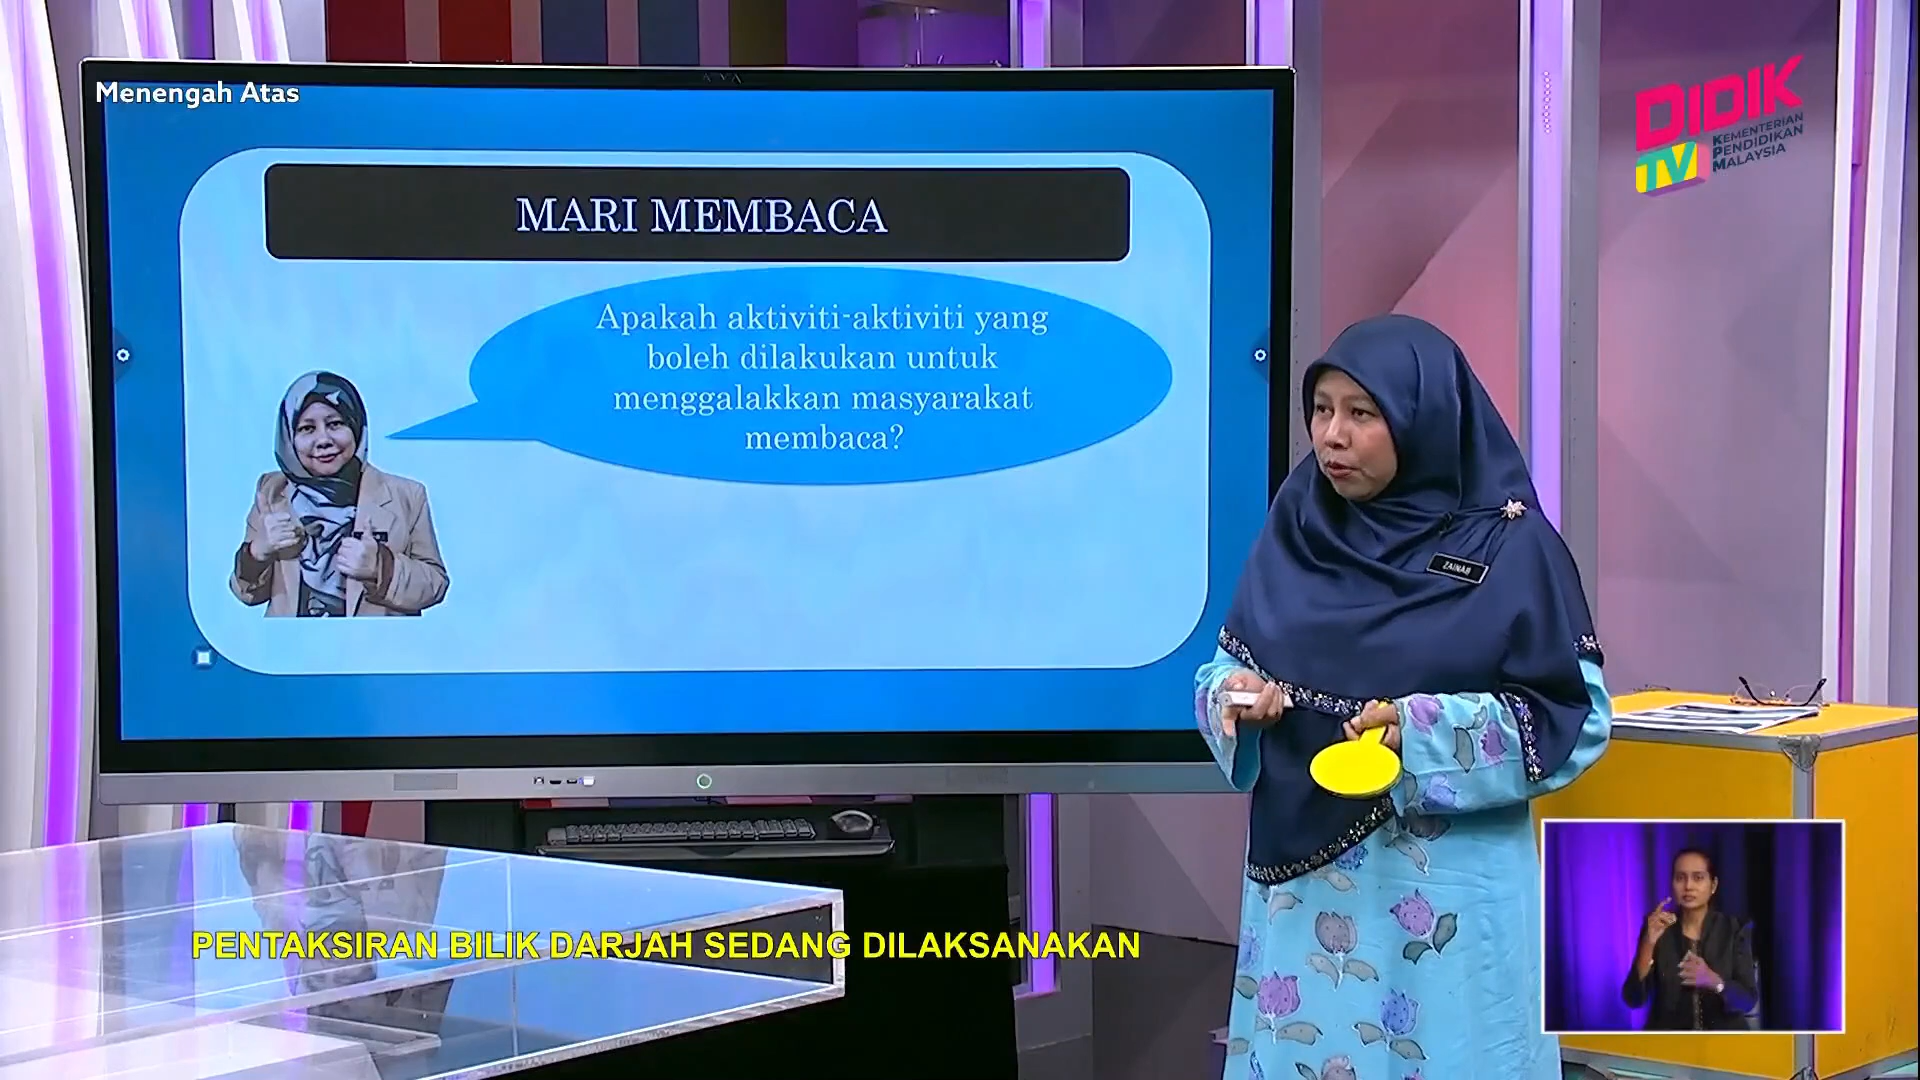 Menengah Atas
DIDIK
TV
KEMENTERIAN
PENDIDIKAN
MALAYSIA
MARI MEMBACA
Apakah aktiviti-aktiviti yang
boleh dilakukan untuk
menggalakkan masyarakat
membaca?
ZAINAB
PENTAKSIRAN BILIK DARJAH SEDANG DILAKSANAKAN